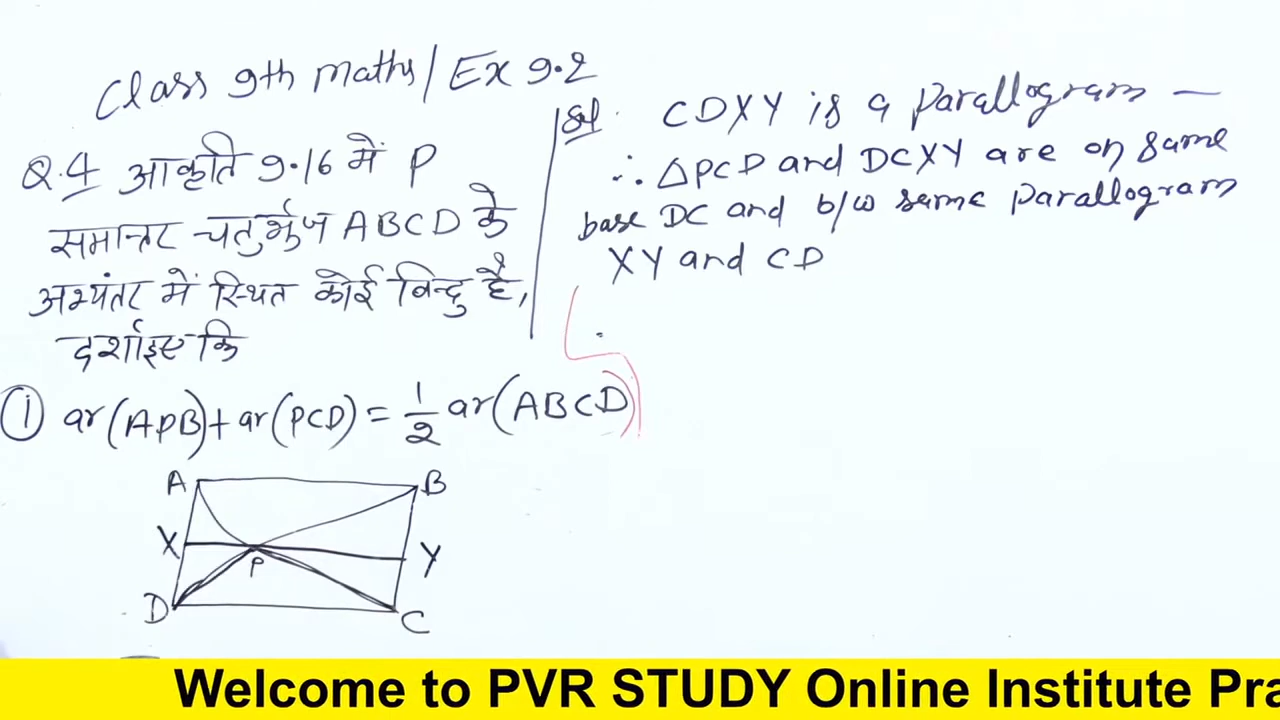 Class 9th maths/Ex 9.2
Q.4 आकृति 9.16 में P
समान्तर चतुर्भुज ABCD के
अभ्यंतर में स्थित कोई विन्दु है,
दर्शाइए कि
① ar(APB)+ar(PCD)=1/2 ar(ABCD)
A B
X Y
P
D C
Sol. CDXY is a Parallogram —
∴ △PCD and DCXY are on same
base DC and b/w same Parallogram
XY and CD
Welcome to PVR STUDY Online Institute Pra